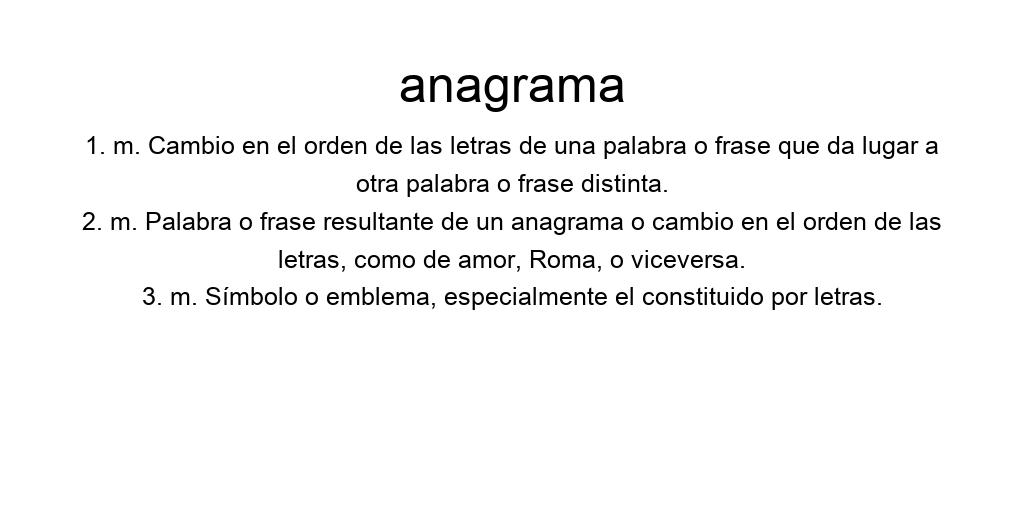 anagrama
1. m. Cambio en el orden de las letras de una palabra o frase que da lugar a
otra palabra o frase distinta.
2. m. Palabra o frase resultante de un anagrama o cambio en el orden de las
letras, como de amor, Roma, o viceversa.
3. m. Símbolo o emblema, especialmente el constituido por letras.